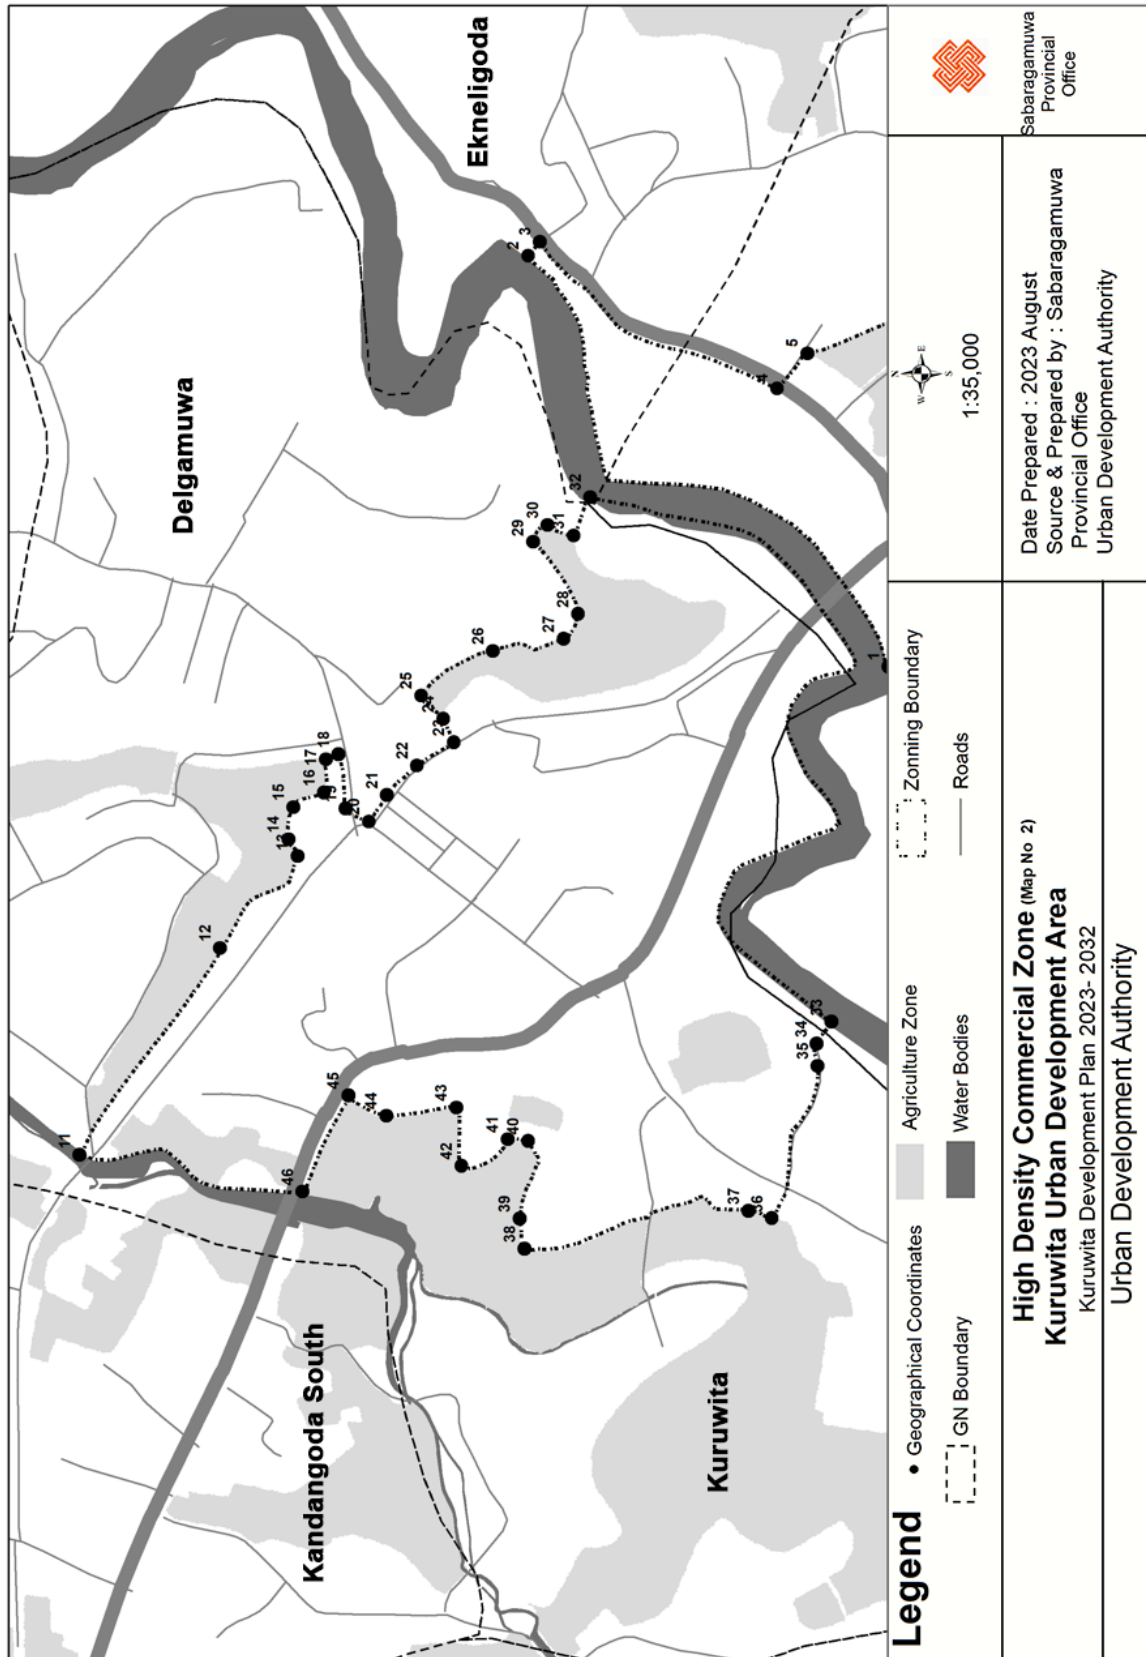 Kandangoda South
Delgamuwa
Ekneligoda
Kuruwita
11
12
13
14
15
16
17
18
19
20
21
22
23
24
25
26
27
28
29
30
31
32
2
3
4
5
1
33
34
35
36
37
38
39
40
41
42
43
44
45
46
Legend
Geographical Coordinates
Agriculture Zone
Zonning Boundary
GN Boundary
Water Bodies
Roads
N
W
E
S
1:35,000
High Density Commercial Zone (Map No 2)
Kuruwita Urban Development Area
Kuruwita Development Plan 2023- 2032
Urban Development Authority
Date Prepared : 2023 August
Source & Prepared by : Sabaragamuwa
Provincial Office
Urban Development Authority
Sabaragamuwa
Provincial
Office